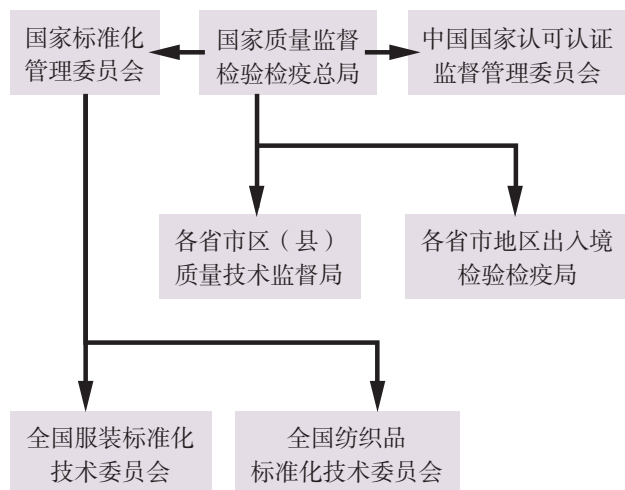 国家标准化
管理委员会
国家质量监督
检验检疫总局
中国国家认可认证
监督管理委员会
各省市区（县）
质量技术监督局
各省市地区出入境
检验检疫局
全国服装标准化
技术委员会
全国纺织品
标准化技术委员会